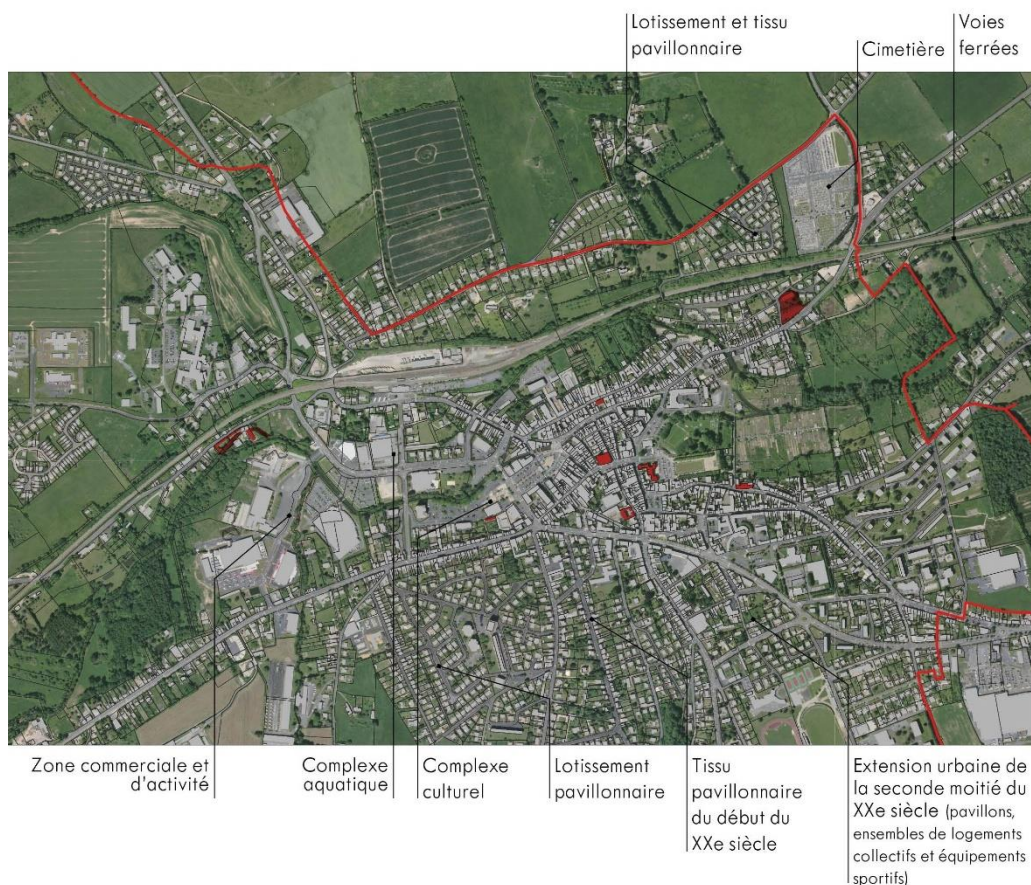 Lotissement et tissu
pavillonnaire
Cimetière
Voies
ferrées
Zone commerciale et
d'activité
Complexe
aquatique
Complexe
culturel
Lotissement
pavillonnaire
Tissu
pavillonnaire
du début du
XXe siècle
Extension urbaine de
la seconde moitié du
XXe siècle (pavillons,
ensembles de logements
collectifs et équipements
sportifs)